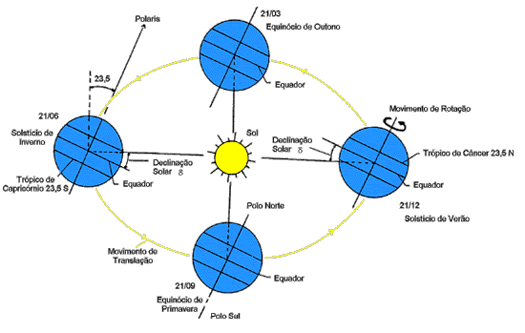 21/03
Equinócio de Outono
Polaris
23,5
Equador
21/06
Solstício de
Inverno
Sol
Movimento de Rotação
Declinação
Solar δ
Declinação
Solar δ
Trópico de Câncer 23,5 N
Equador
Trópico de
Capricórnio 23,5 S
Equador
21/12
Solstício de Verão
Polo Norte
Movimento de
Translação
Equador
21/09
Equinócio de
Primavera
Polo Sul